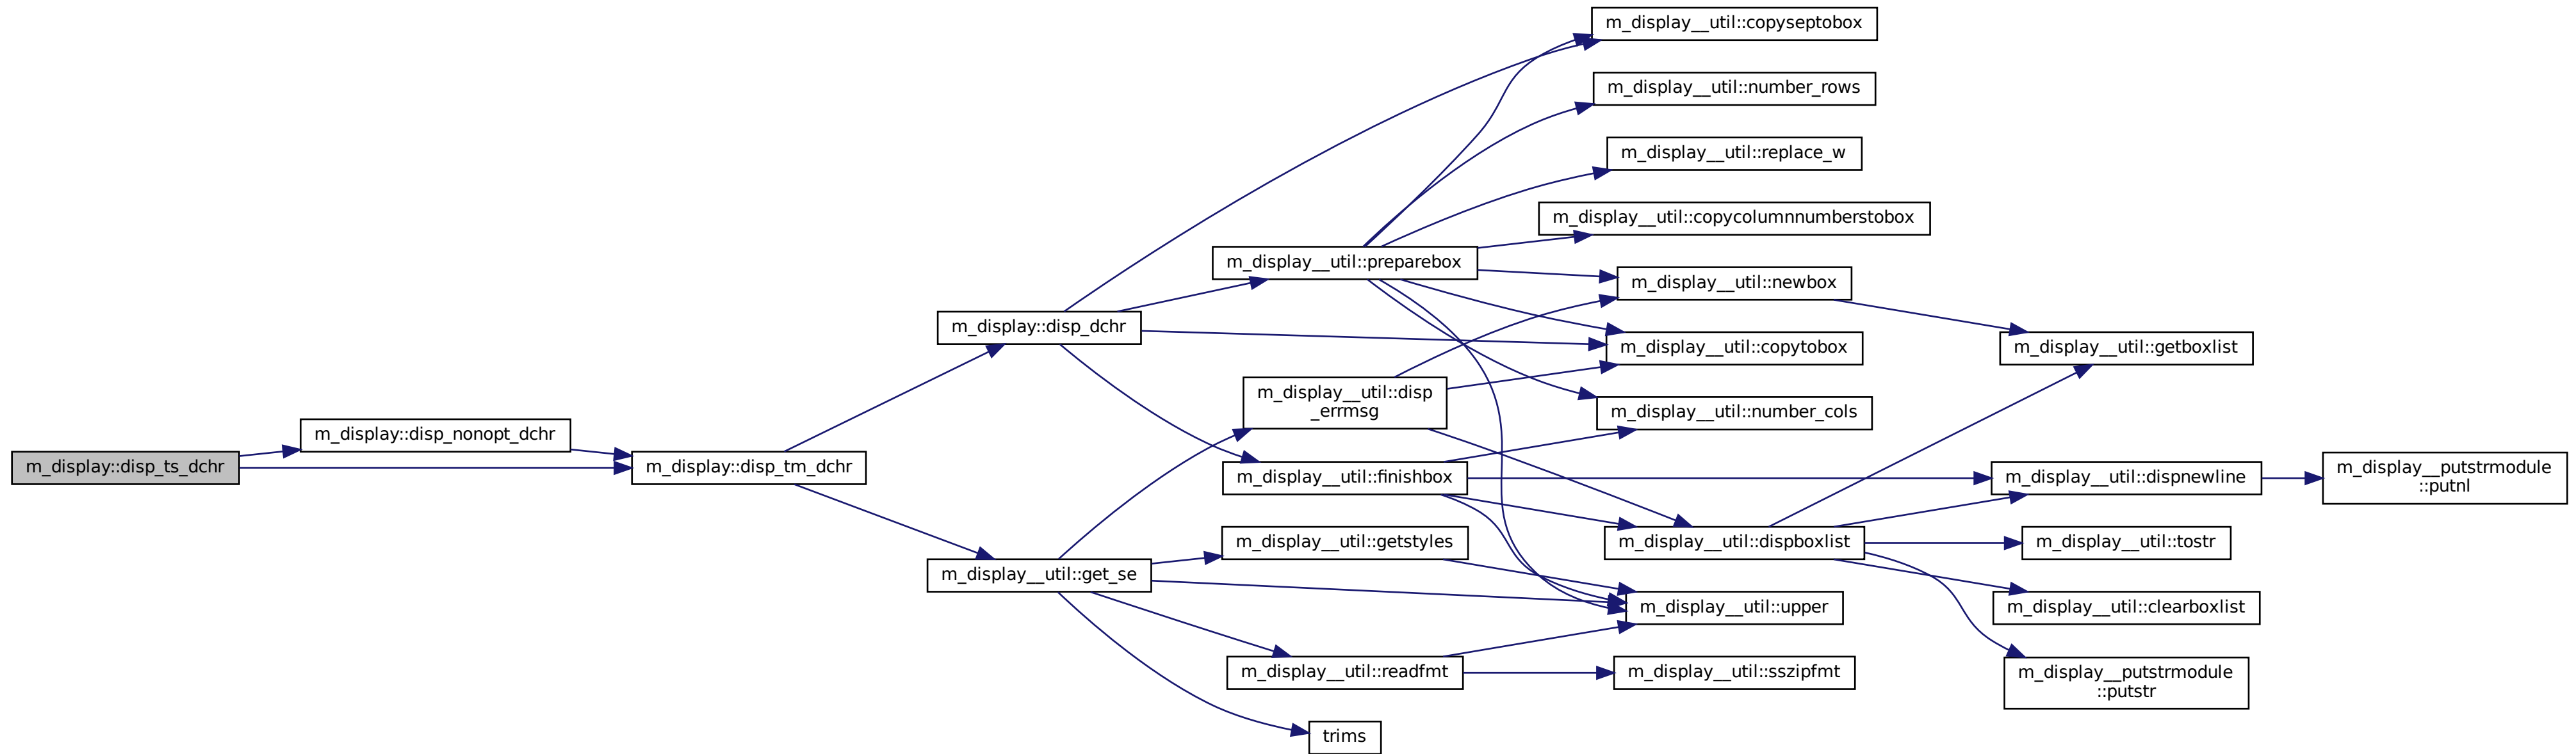 m_display__util::copyseptobox
m_display__util::number_rows
m_display__util::replace_w
m_display__util::copycolumnnumberstobox
m_display__util::preparebox
m_display__util::newbox
m_display::disp_dchr
m_display__util::copytobox
m_display__util::getboxlist
m_display__util::disp
_errmsg
m_display__util::number_cols
m_display::disp_nonopt_dchr
m_display::disp_ts_dchr
m_display::disp_tm_dchr
m_display__util::finishbox
m_display__util::dispnewline
m_display__putstrmodule
::putnl
m_display__util::getstyles
m_display__util::dispboxlist
m_display__util::tostr
m_display__util::get_se
m_display__util::upper
m_display__util::clearboxlist
m_display__util::readfmt
m_display__util::sszipfmt
m_display__putstrmodule
::putstr
trims